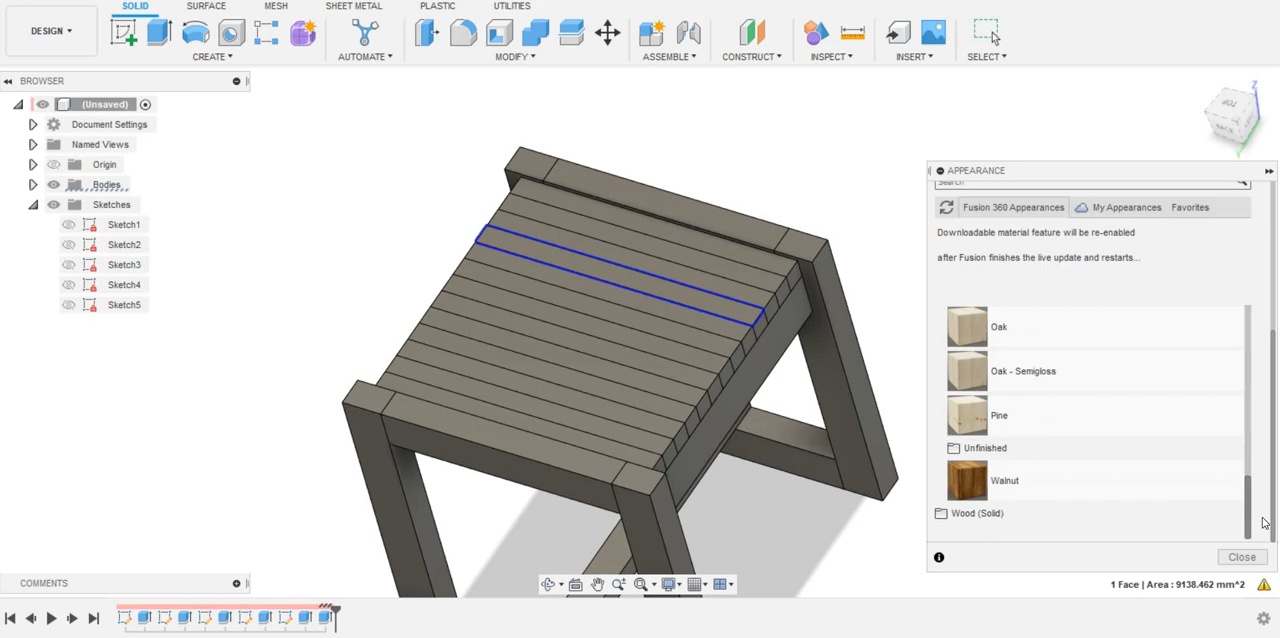 SOLID SURFACE MESH SHEET METAL PLASTIC UTILITIES
DESIGN
CREATE AUTOMATE MODIFY ASSEMBLE CONSTRUCT INSPECT INSERT SELECT
BROWSER
(Unsaved)
Document Settings
Named Views
Origin
Bodies
Sketches
Sketch1
Sketch2
Sketch3
Sketch4
Sketch5
Z
TOP
BACK
APPEARANCE
Search
Fusion 360 Appearances My Appearances Favorites
Downloadable material feature will be re-enabled
after Fusion finishes the live update and restarts...
Oak
Oak - Semigloss
Pine
Unfinished
Walnut
Wood (Solid)
Close
COMMENTS
1 Face | Area : 9138.462 mm^2